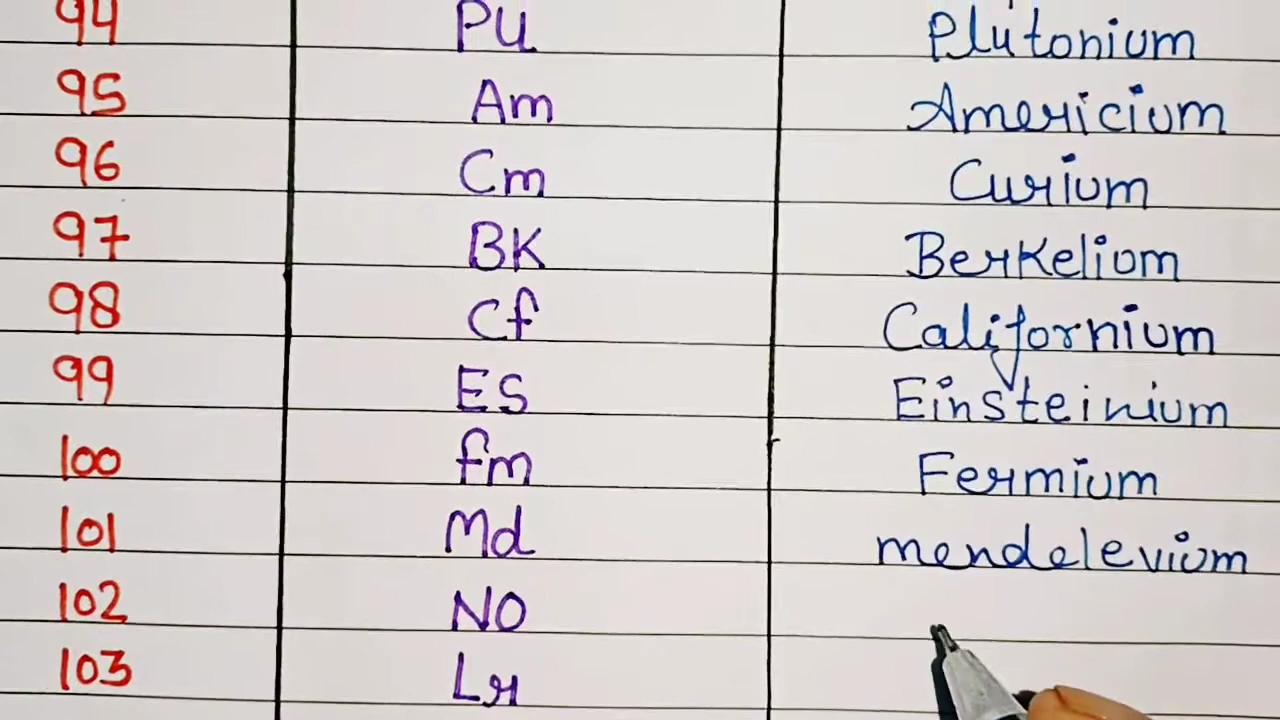 94 Pu Plutonium
95 Am Americium
96 Cm Curium
97 BK Berkelium
98 Cf Californium
99 ES Einsteinium
100 fm Fermium
101 Md mendelevium
102 NO
103 Lr